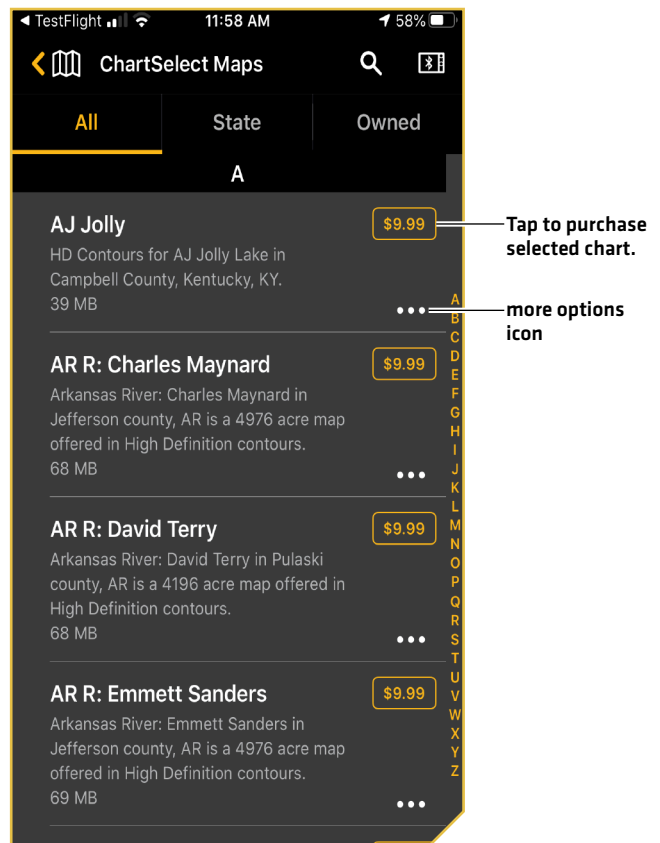 TestFlight 11:58 AM 58%
ChartSelect Maps
All State Owned
A
AJ Jolly $9.99
HD Contours for AJ Jolly Lake in
Campbell County, Kentucky, KY.
39 MB
Tap to purchase
selected chart.
more options
icon
AR R: Charles Maynard $9.99
Arkansas River: Charles Maynard in
Jefferson county, AR is a 4976 acre map
offered in High Definition contours.
68 MB
AR R: David Terry $9.99
Arkansas River: David Terry in Pulaski
county, AR is a 4196 acre map offered in
High Definition contours.
68 MB
AR R: Emmett Sanders $9.99
Arkansas River: Emmett Sanders in
Jefferson county, AR is a 4976 acre map
offered in High Definition contours.
69 MB
A
B
C
D
E
F
G
H
I
J
K
L
M
N
O
P
Q
R
S
T
U
V
W
X
Y
Z